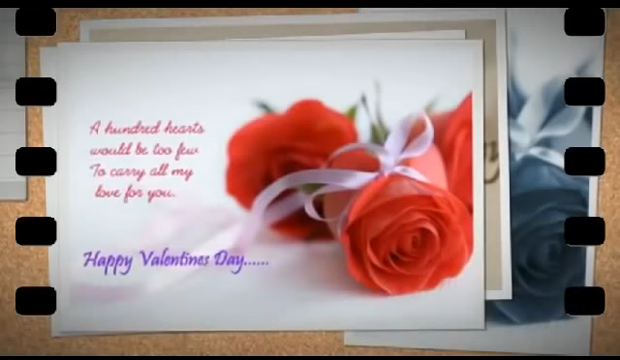 A hundred hearts
would be too few
To carry all my
love for you.
Happy Valentines Day......